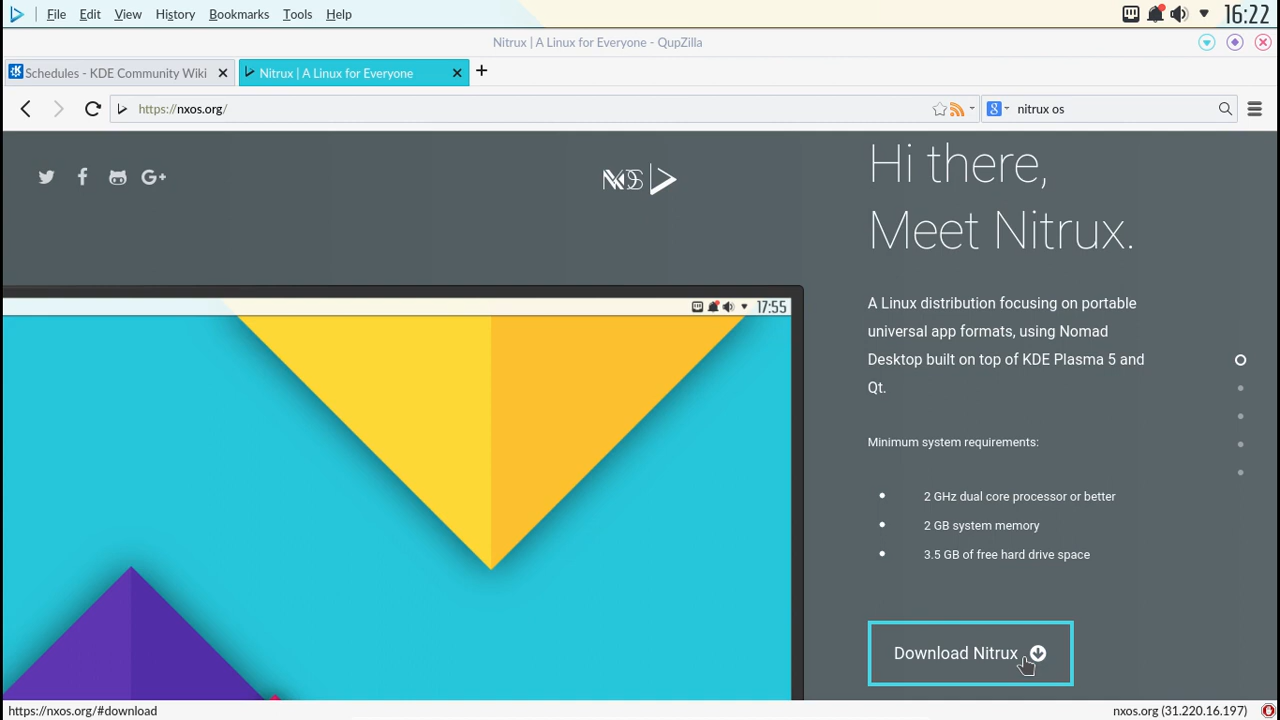 File Edit View History Bookmarks Tools Help
16:22
Nitrux | A Linux for Everyone - QupZilla
Schedules - KDE Community Wiki
Nitrux | A Linux for Everyone
https://nxos.org/
nitrux os
G+
NXOS
Hi there,
Meet Nitrux.
17:55
A Linux distribution focusing on portable
universal app formats, using Nomad
Desktop built on top of KDE Plasma 5 and
Qt.
Minimum system requirements:
• 2 GHz dual core processor or better
• 2 GB system memory
• 3.5 GB of free hard drive space
Download Nitrux
https://nxos.org/#download
nxos.org (31.220.16.197)